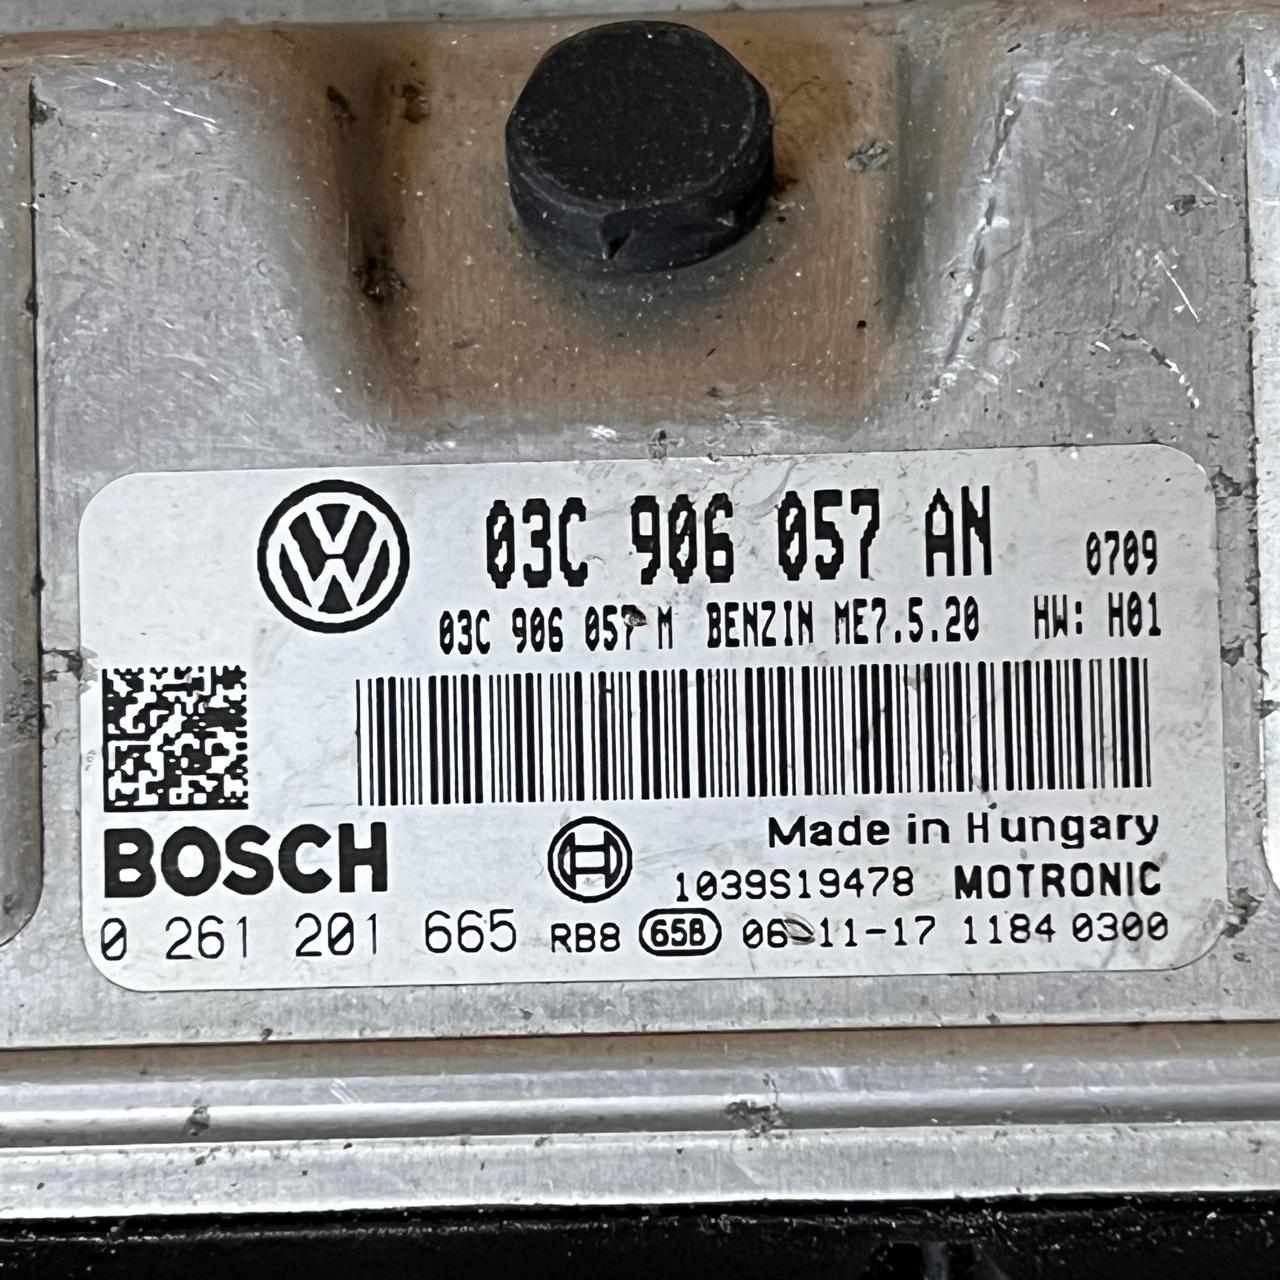 03C 906 057 AN 0709
03C 906 057 M BENZIN ME7.5.20 HW: H01
Made in Hungary
BOSCH 1039S19478 MOTRONIC
0 261 201 665 RB8 65B 06-11-17 1184 0300